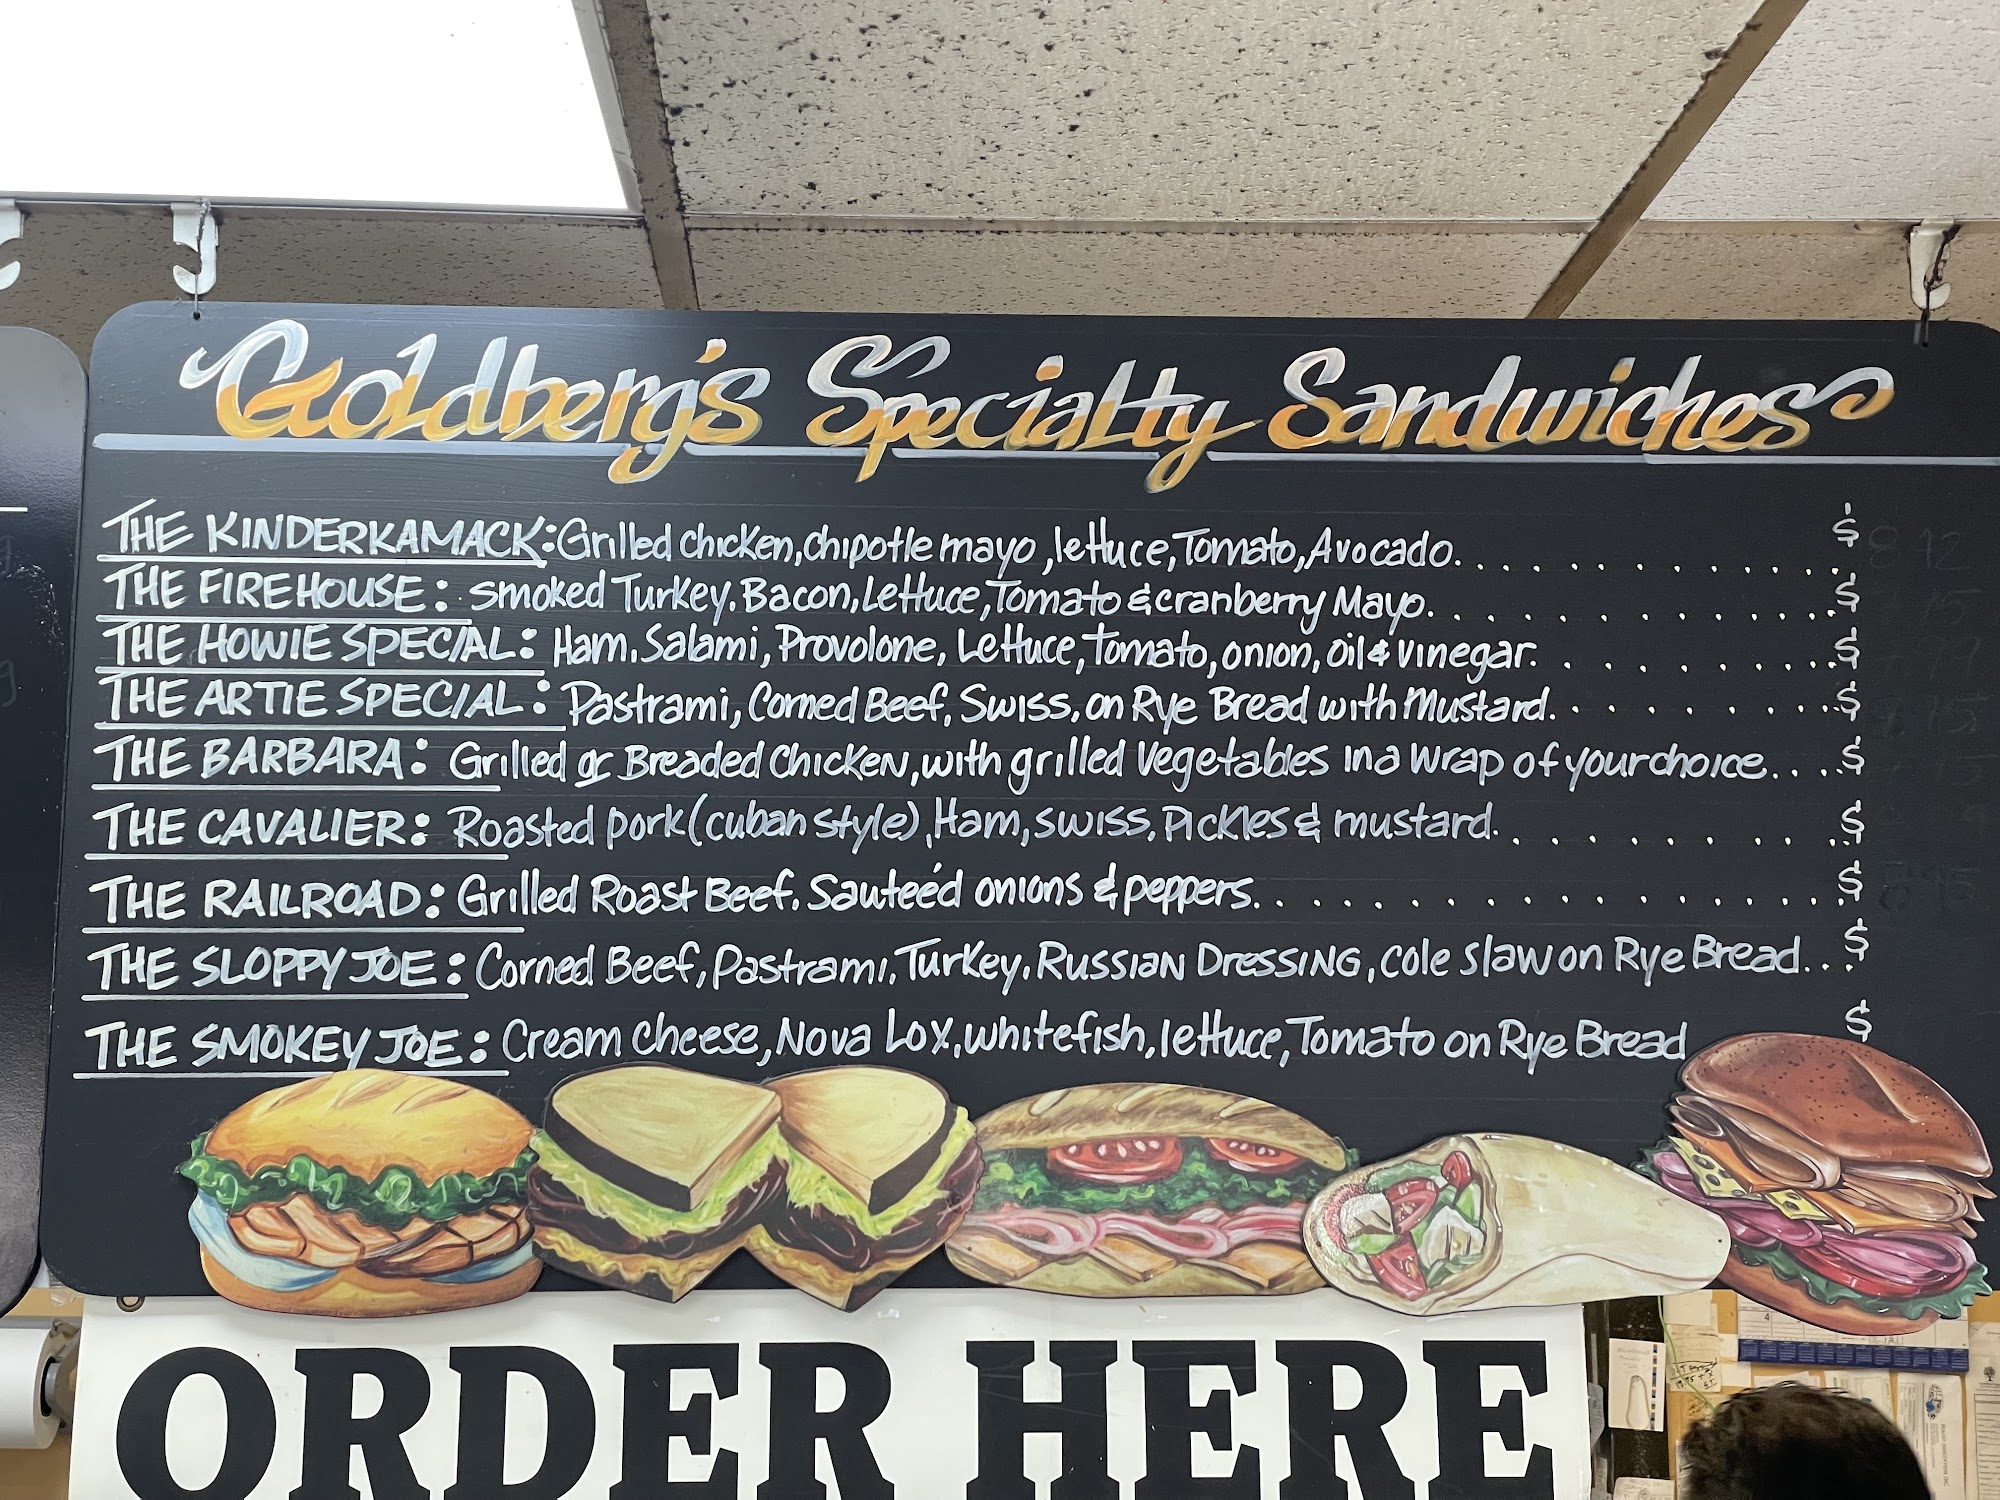 Goldberg's Specialty Sandwiches
THE KINDERKAMACK: Grilled chicken, chipotle mayo, lettuce, Tomato, Avocado. . . . . . . . . . . . . . $
THE FIREHOUSE: Smoked Turkey. Bacon, Lettuce, Tomato & cranberry Mayo. . . . . . . . . . . . . . $
THE HOWIE SPECIAL: Ham. Salami, Provolone, Lettuce, Tomato, onion, oil & vinegar. . . . . . . . . . . $
THE ARTIE SPECIAL: Pastrami, Corned Beef, Swiss, on Rye Bread with Mustard. . . . . . . . . . . $
THE BARBARA: Grilled or Breaded Chicken, with grilled Vegetables in a wrap of your choice. . . . $
THE CAVALIER: Roasted pork (cuban style), Ham, swiss, Pickles & mustard. . . . . . . . . . . $
THE RAILROAD: Grilled Roast Beef. Sauteéd onions & peppers. . . . . . . . . . . . . . . . . . . $
THE SLOPPY JOE: Corned Beef, Pastrami, Turkey. Russian Dressing, cole slaw on Rye Bread. . . $
THE SMOKEY JOE: Cream cheese, Nova Lox, whitefish, lettuce, Tomato on Rye Bread $
ORDER HERE